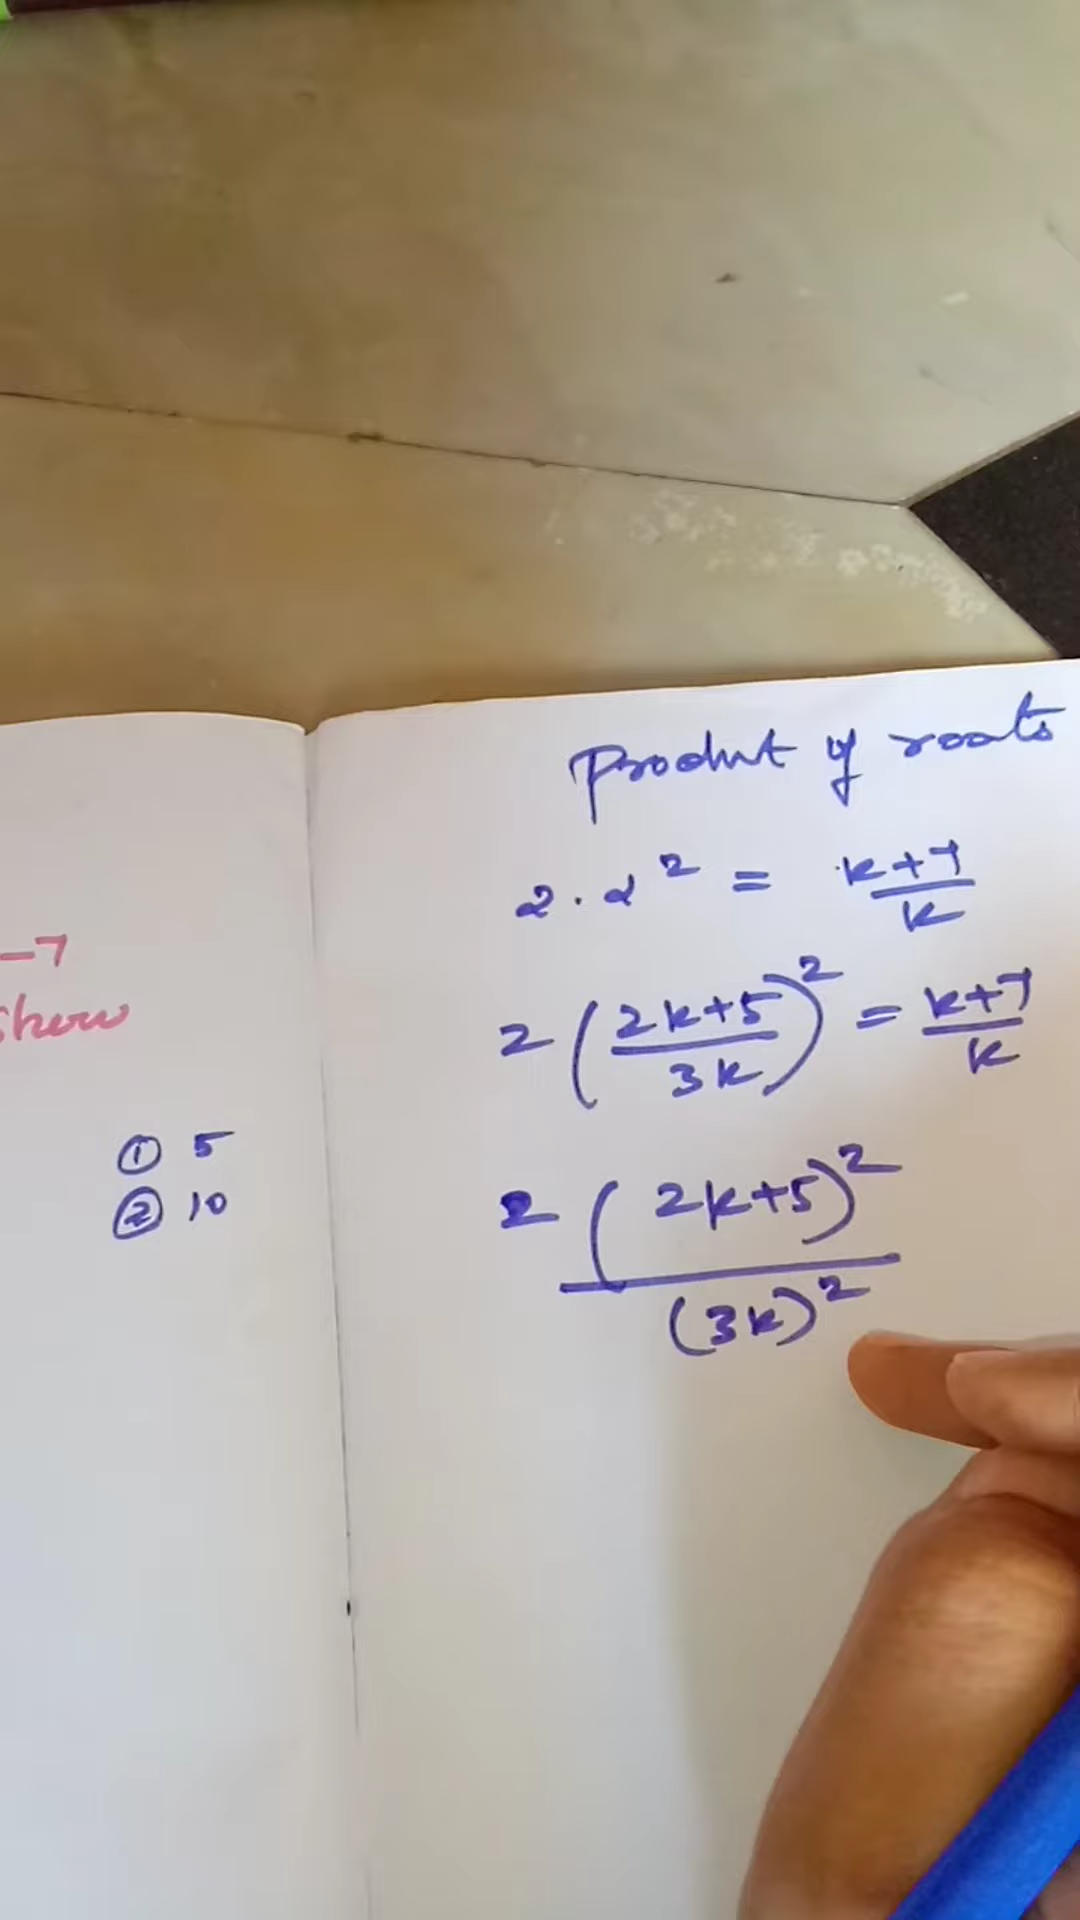 -7
show
① 5
② 10
Product of roots
2 . α² = k+7/k
2 (2k+5/3k)² = k+7/k
2 (2k+5)²/(3k)²